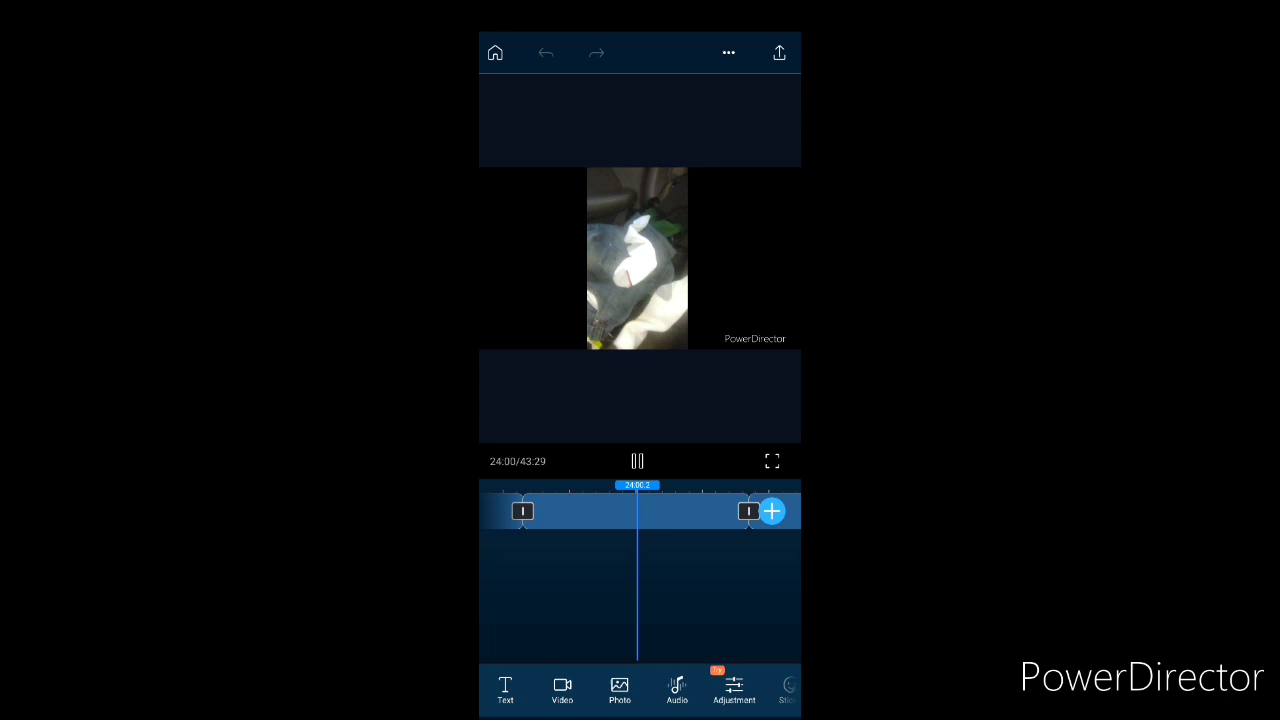 PowerDirector
24:00/43:29
24:00.2
Try
Text
Video
Photo
Audio
Adjustment
PowerDirector